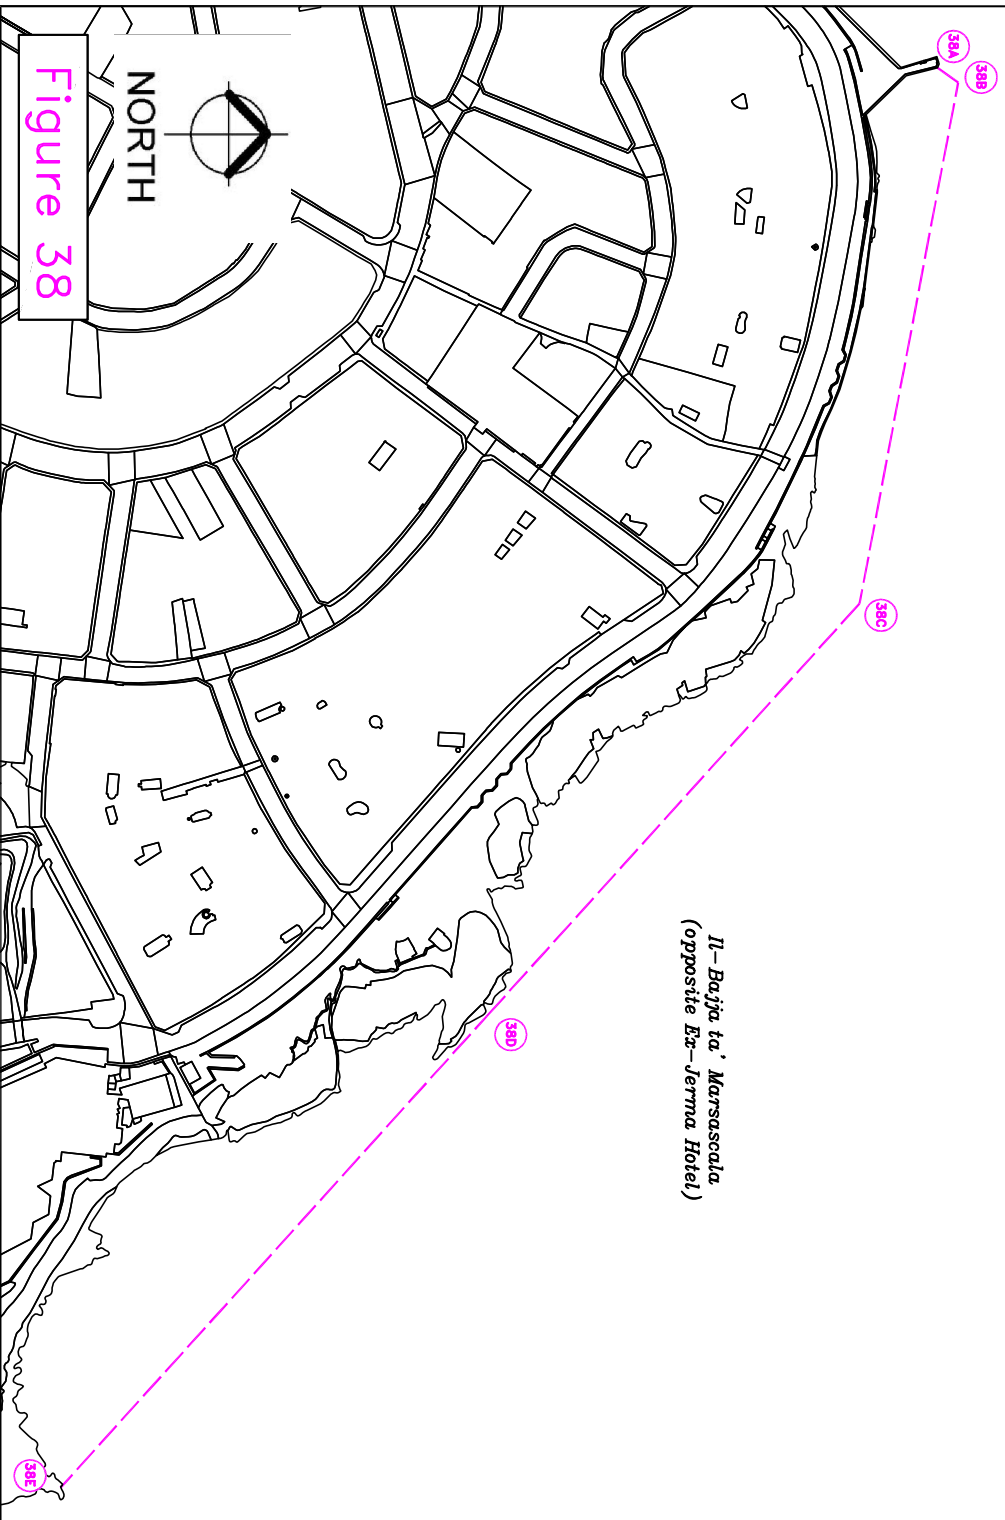 38A
38B
38C
Il-Bajja ta' Marsascala
(opposite Ex-Jerma Hotel)
38D
38E
NORTH
Figure 38